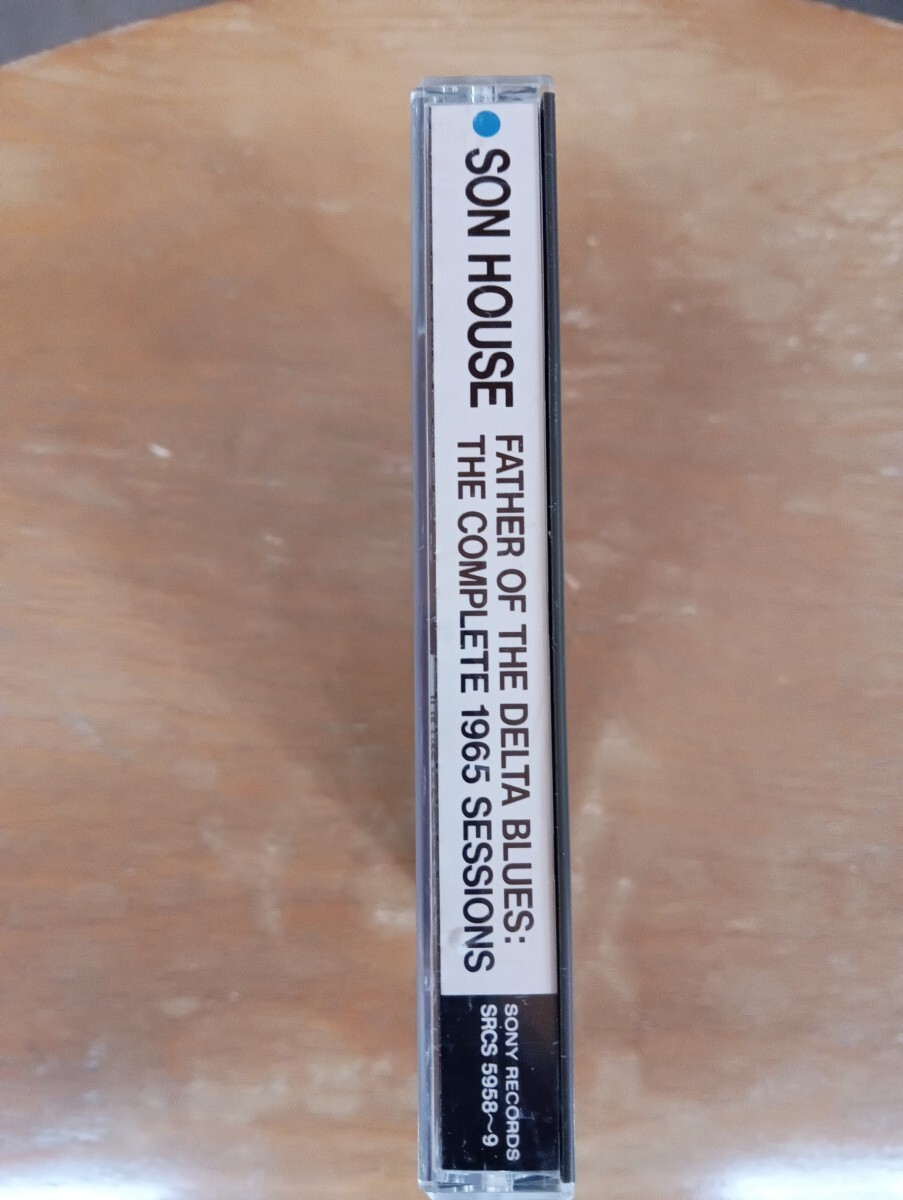 SON HOUSE
FATHER OF THE DELTA BLUES:
THE COMPLETE 1965 SESSIONS
SONY RECORDS
SRCS 5958~9